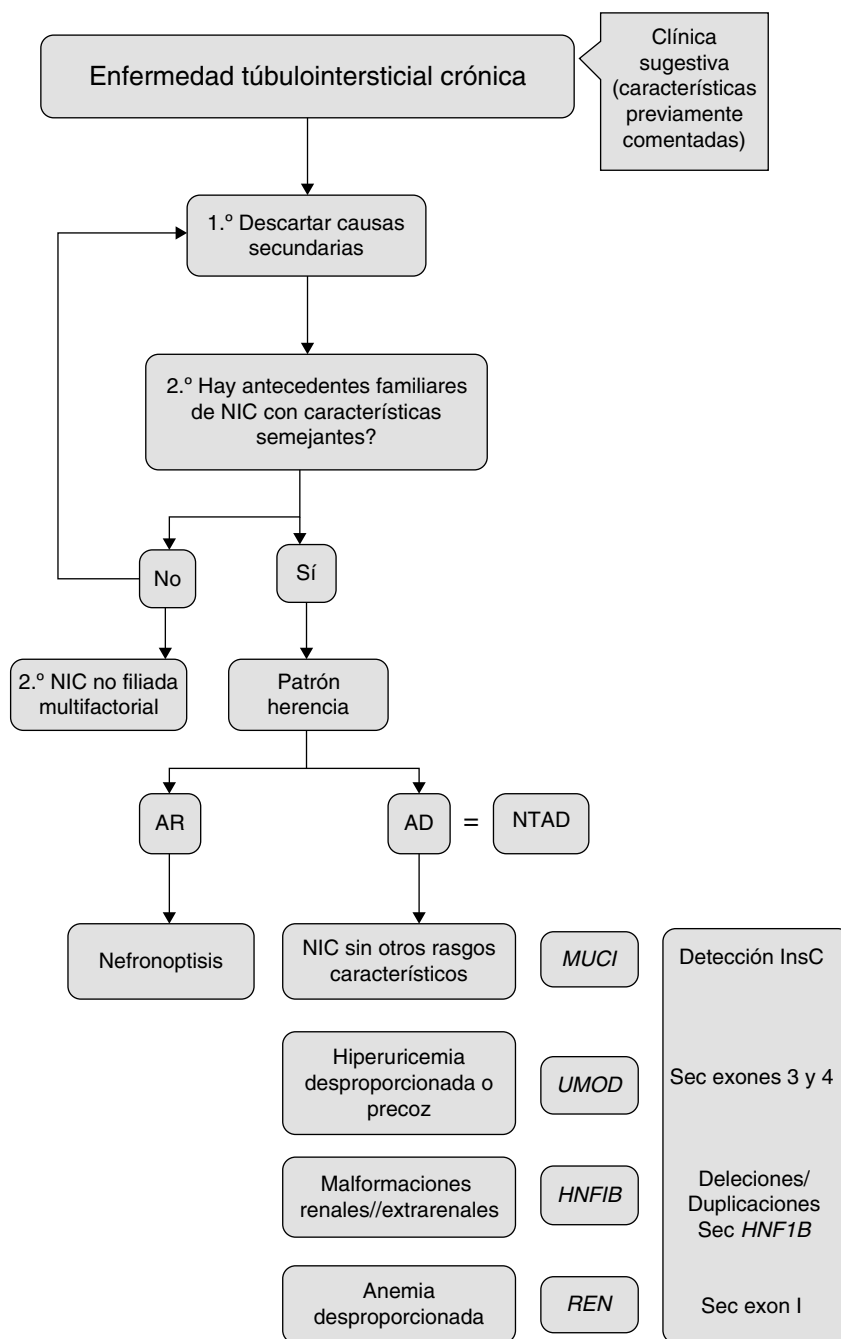 Enfermedad túbulointersticial crónica
Clínica
sugestiva
(características
previamente
comentadas)
1.º Descartar causas
secundarias
2.º Hay antecedentes familiares
de NIC con características
semejantes?
No
Sí
2.º NIC no filiada
multifactorial
Patrón
herencia
AR
AD
=
NTAD
Nefronoptisis
NIC sin otros rasgos
característicos
MUCI
Detección InsC
Hiperuricemia
desproporcionada o
precoz
UMOD
Sec exones 3 y 4
Malformaciones
renales//extrarenales
HNFIB
Deleciones/
Duplicaciones
Sec HNF1B
Anemia
desproporcionada
REN
Sec exon I